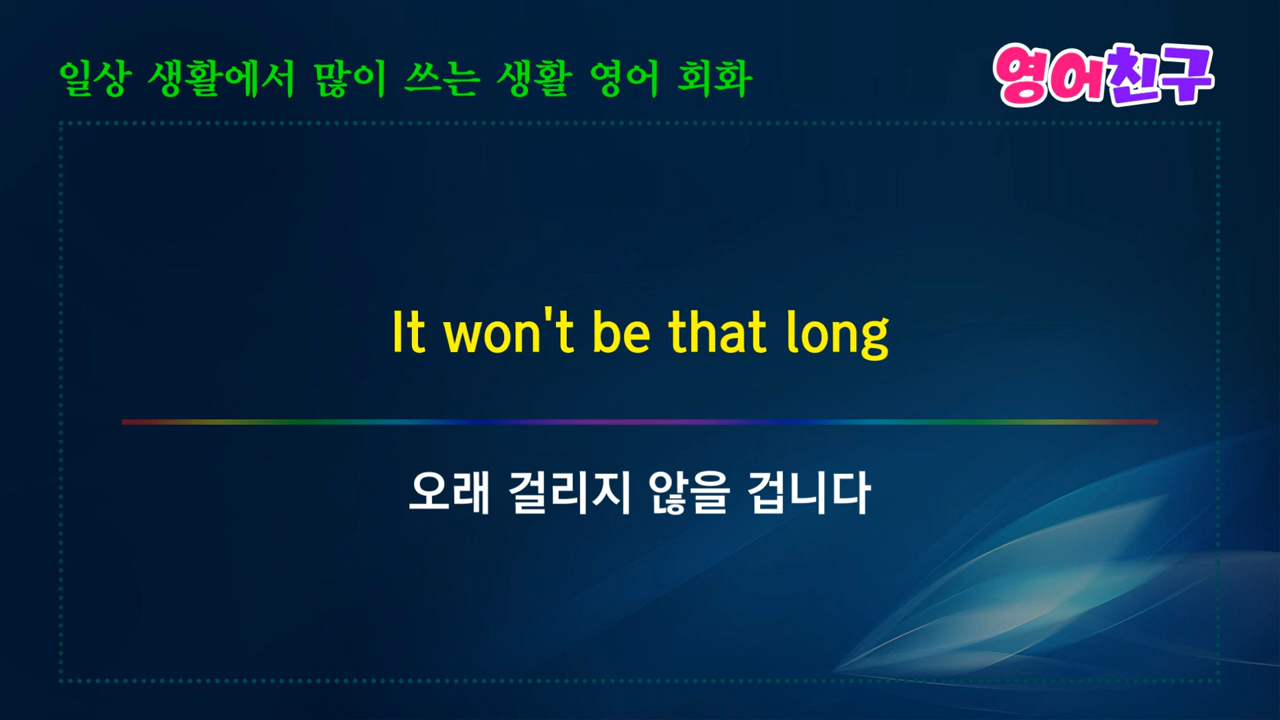 일상 생활에서 많이 쓰는 생활 영어 회화
영어친구
It won't be that long
오래 걸리지 않을 겁니다